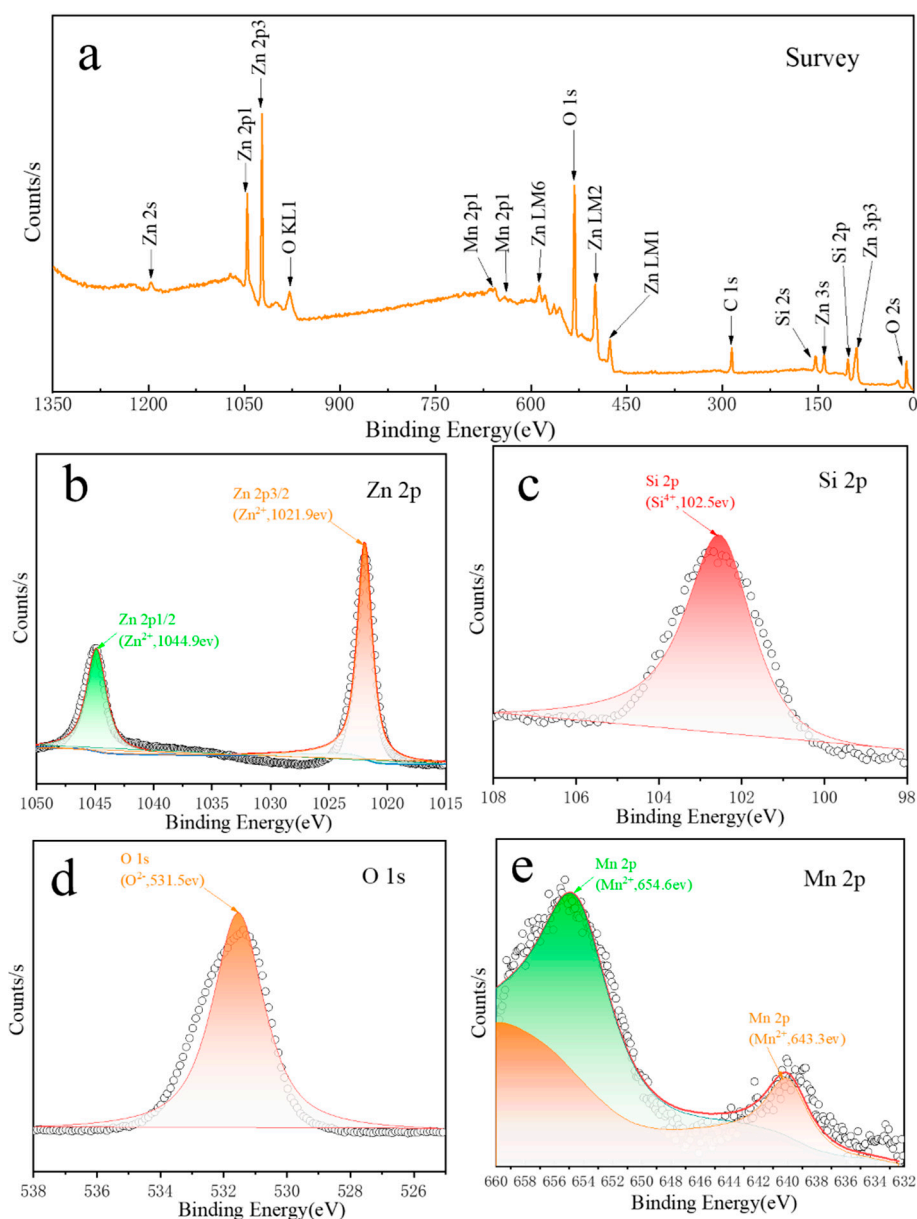 a
Survey
Counts/s
Zn 2s
Zn 2p1
Zn 2p3
O KL1
Mn 2p1
Mn 2p1
Zn LM6
O 1s
Zn LM2
Zn LM1
C 1s
Si 2s
Zn 3s
Si 2p
Zn 3p3
O 2s
1350 1200 1050 900 750 600 450 300 150 0
Binding Energy(eV)
b
Zn 2p
Zn 2p3/2
(Zn²⁺,1021.9ev)
Zn 2p1/2
(Zn²⁺,1044.9ev)
Counts/s
1050 1045 1040 1035 1030 1025 1020 1015
Binding Energy(eV)
c
Si 2p
Si 2p
(Si⁴⁺,102.5ev)
Counts/s
108 106 104 102 100 98
Binding Energy(eV)
d
O 1s
O 1s
(O²⁻,531.5ev)
Counts/s
538 536 534 532 530 528 526
Binding Energy(eV)
e
Mn 2p
Mn 2p
(Mn²⁺,654.6ev)
Mn 2p
(Mn²⁺,643.3ev)
Counts/s
660 658 656 654 652 650 648 646 644 642 640 638 636 634 632
Binding Energy(eV)